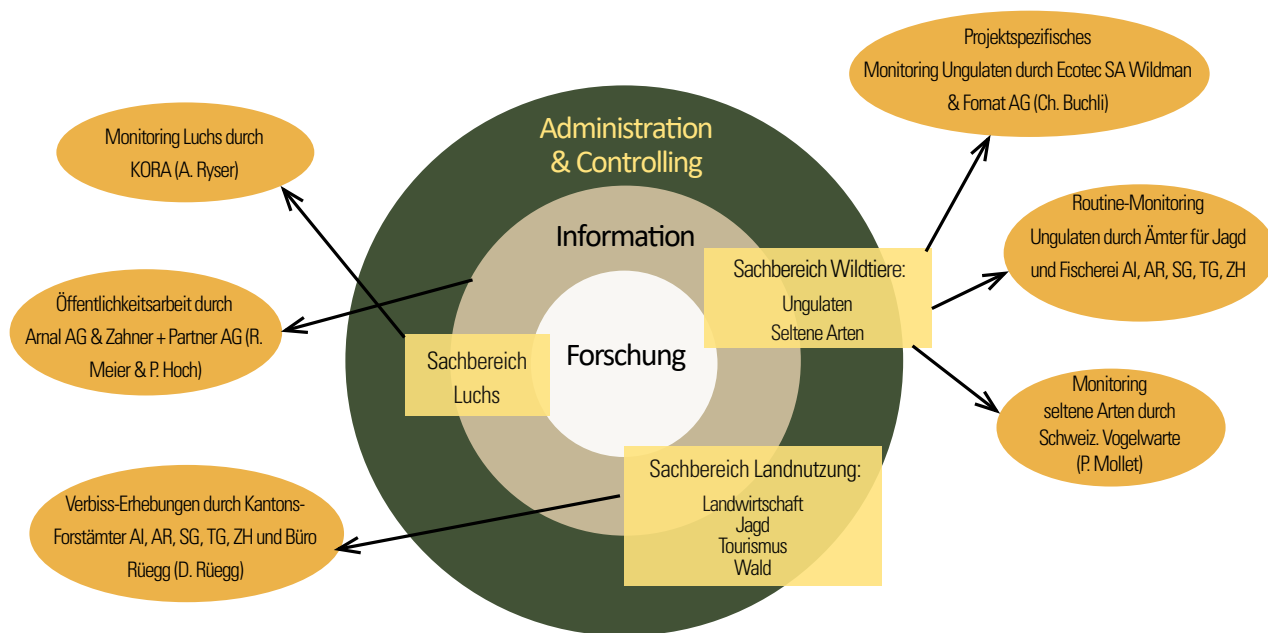 Projektspezifisches
Monitoring Ungulaten durch Ecotec SA Wildman
& Fornat AG (Ch. Buchli)
Administration
& Controlling
Monitoring Luchs durch
KORA (A. Ryser)
Information
Routine-Monitoring
Ungulaten durch Ämter für Jagd
und Fischerei AI, AR, SG, TG, ZH
Sachbereich Wildtiere:
Ungulaten
Seltene Arten
Öffentlichkeitsarbeit durch
Arnal AG & Zahner + Partner AG (R.
Meier & P. Hoch)
Sachbereich
Luchs
Forschung
Monitoring
seltene Arten durch
Schweiz. Vogelwarte
(P. Mollet)
Sachbereich Landnutzung:
Landwirtschaft
Jagd
Tourismus
Wald
Verbiss-Erhebungen durch Kantons-
Forstämter AI, AR, SG, TG, ZH und Büro
Rüegg (D. Rüegg)